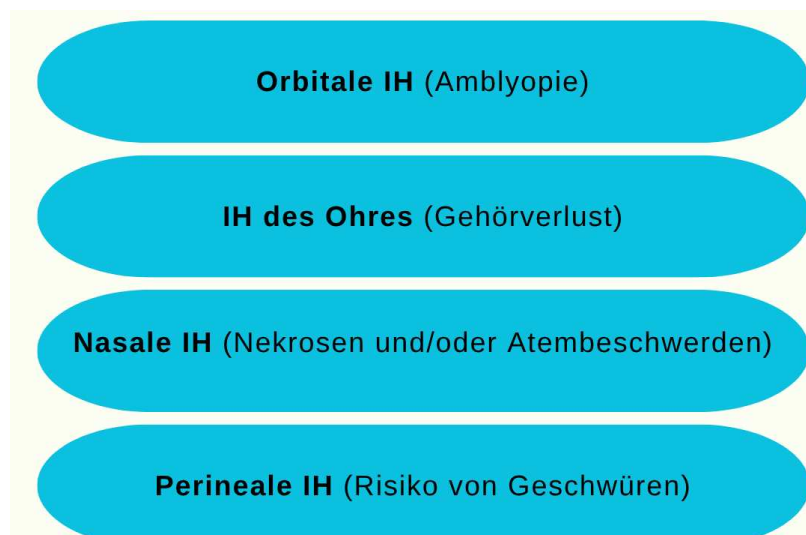 Orbitale IH (Amblyopie)
IH des Ohres (Gehörverlust)
Nasale IH (Nekrosen und/oder Atembeschwerden)
Perineale IH (Risiko von Geschwüren)